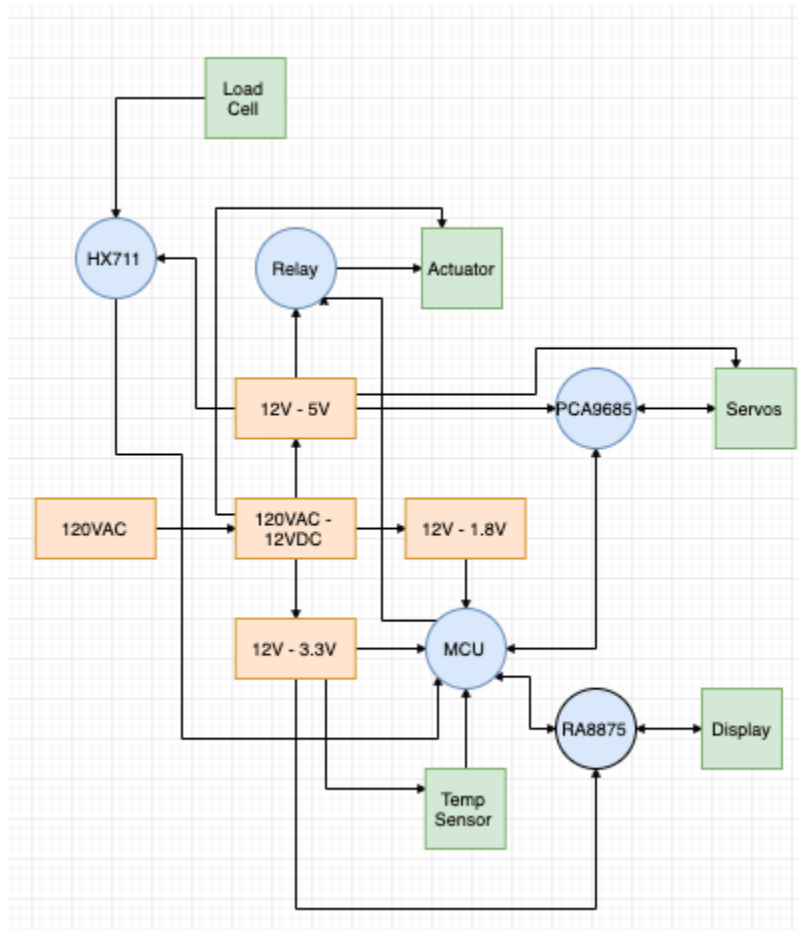 Load
Cell
HX711
Relay
Actuator
12V - 5V
PCA9685
Servos
120VAC
120VAC -
12VDC
12V - 1.8V
12V - 3.3V
MCU
RA8875
Display
Temp
Sensor